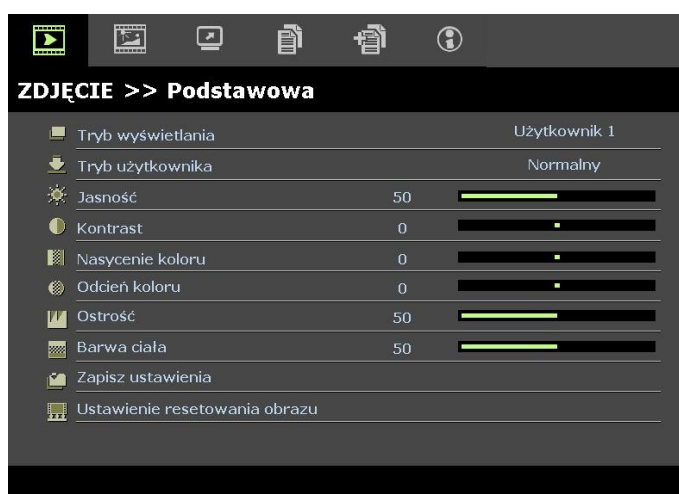 ZDJĘCIE >> Podstawowa
Tryb wyświetlania Użytkownik 1
Tryb użytkownika Normalny
Jasność 50
Kontrast 0
Nasycenie koloru 0
Odcień koloru 0
Ostrość 50
Barwa ciała 50
Zapisz ustawienia
Ustawienie resetowania obrazu